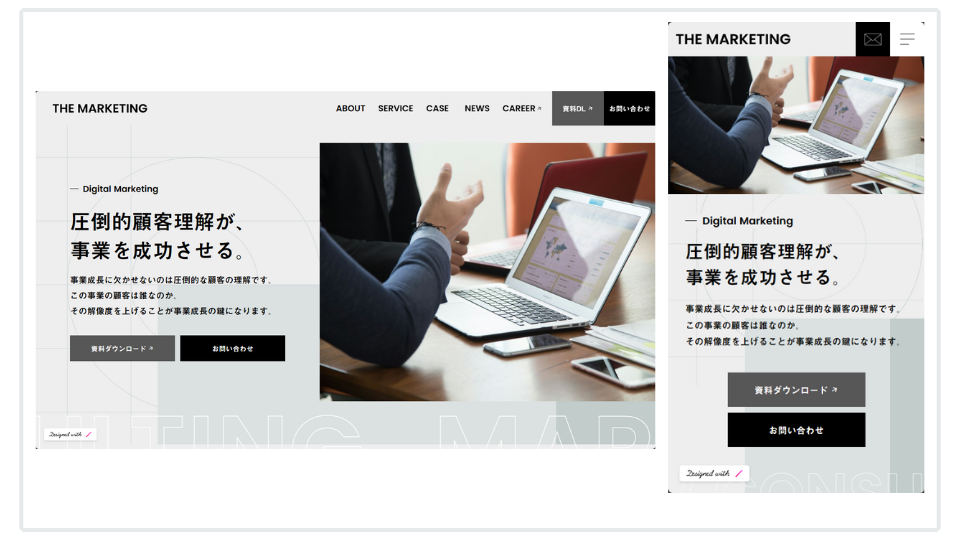 THE MARKETING
ABOUT SERVICE CASE NEWS CAREER
資料DL
お問い合わせ
Digital Marketing
圧倒的顧客理解が、
事業を成功させる。
事業成長に欠かせないのは圧倒的な顧客の理解です。
この事業の顧客は誰なのか。
その解像度を上げることが事業成長の鍵になります。
資料ダウンロード
お問い合わせ
LTING MAR
Designed with
THE MARKETING
Digital Marketing
圧倒的顧客理解が、
事業を成功させる。
事業成長に欠かせないのは圧倒的な顧客の理解です。
この事業の顧客は誰なのか。
その解像度を上げることが事業成長の鍵になります。
資料ダウンロード
お問い合わせ
CONSU
Designed with